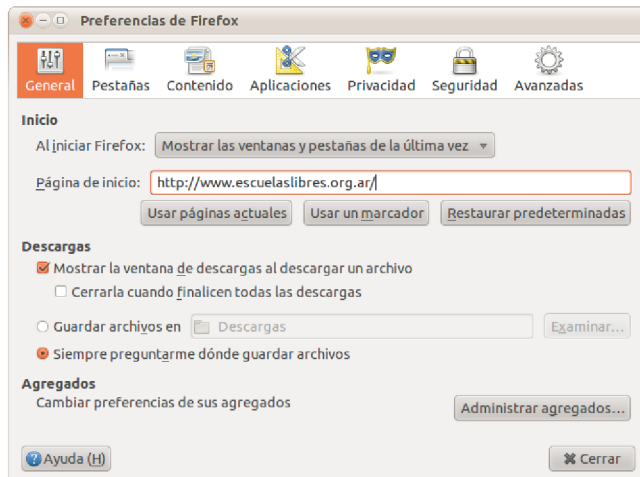 Preferencias de Firefox
General Pestañas Contenido Aplicaciones Privacidad Seguridad Avanzadas
Inicio
Al iniciar Firefox: Mostrar las ventanas y pestañas de la última vez
Página de inicio: http://www.escuelaslibres.org.ar/
Usar páginas actuales Usar un marcador Restaurar predeterminadas
Descargas
Mostrar la ventana de descargas al descargar un archivo
Cerrarla cuando finalicen todas las descargas
Guardar archivos en Descargas Examinar...
Siempre preguntarme dónde guardar archivos
Agregados
Cambiar preferencias de sus agregados
Administrar agregados...
Ayuda (H) Cerrar